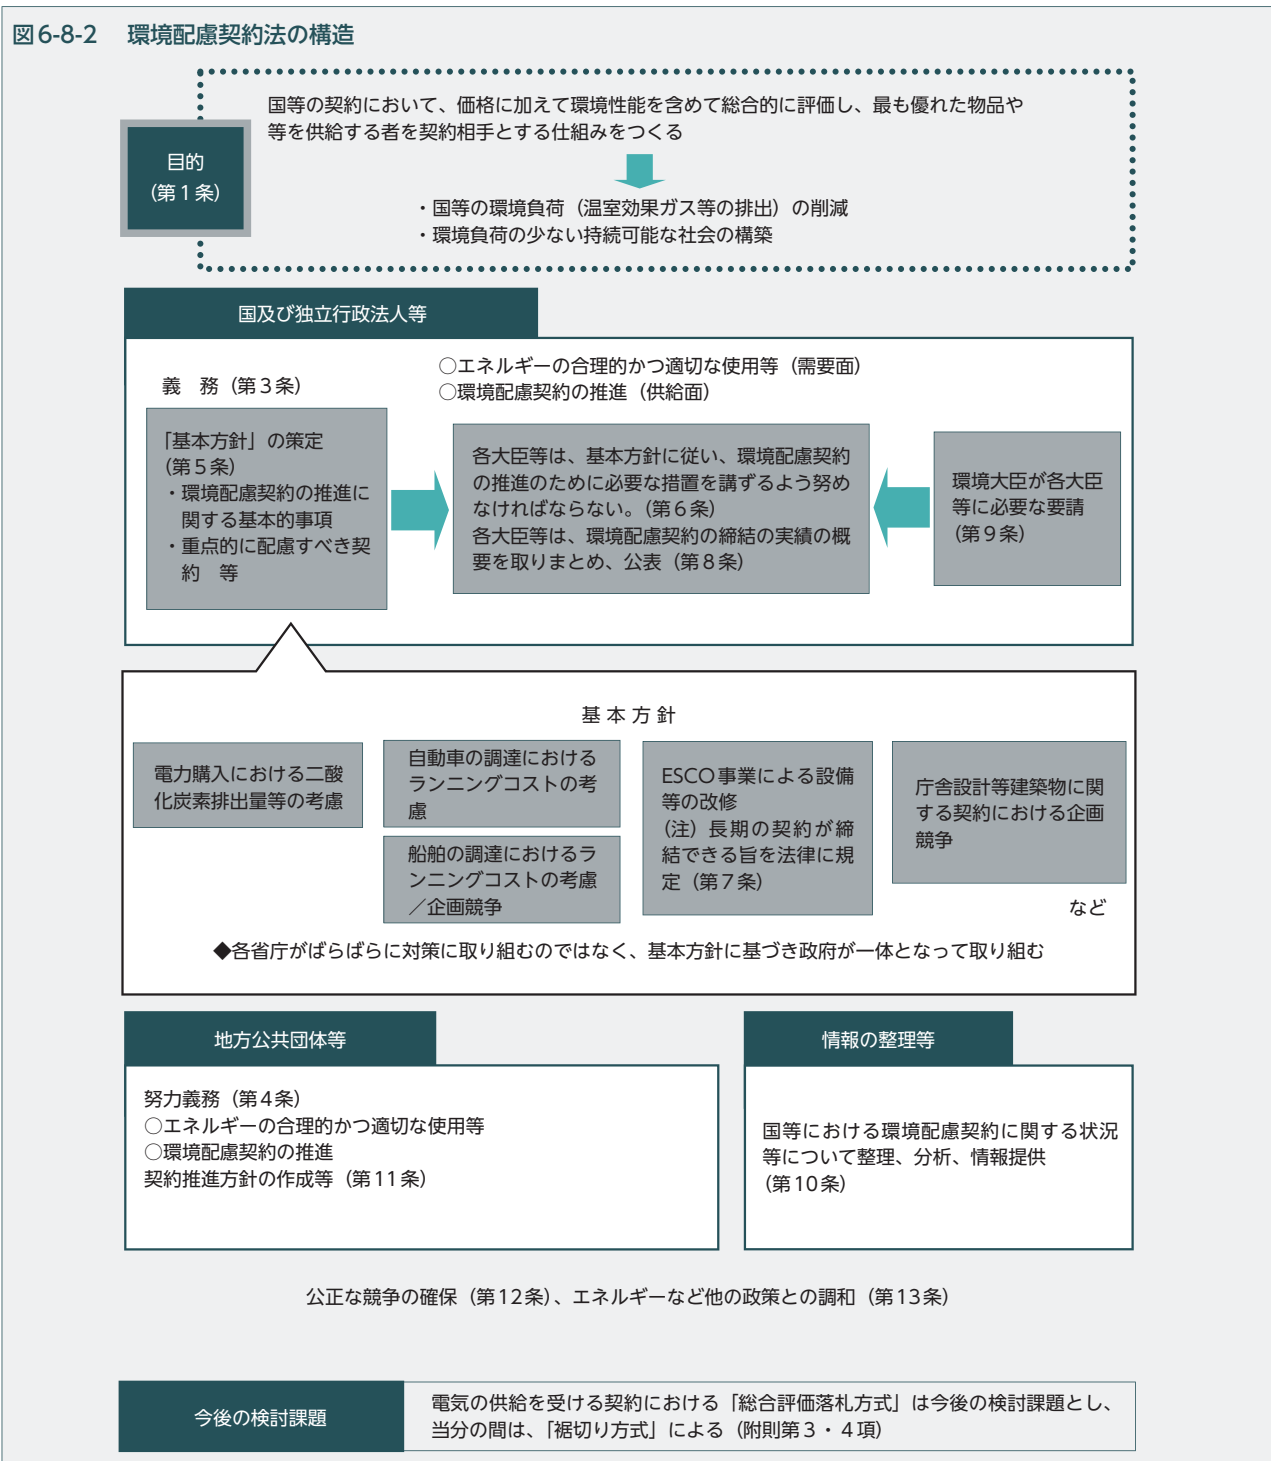 図6-8-2　環境配慮契約法の構造
国等の契約において、価格に加えて環境性能を含めて総合的に評価し、最も優れた物品や
等を供給する者を契約相手とする仕組みをつくる
目的
（第１条）
・国等の環境負荷（温室効果ガス等の排出）の削減
・環境負荷の少ない持続可能な社会の構築
国及び独立行政法人等
○エネルギーの合理的かつ適切な使用等（需要面）
○環境配慮契約の推進（供給面）
義　務（第３条）
「基本方針」の策定
（第５条）
・環境配慮契約の推進に
関する基本的事項
・重点的に配慮すべき契
約　等
各大臣等は、基本方針に従い、環境配慮契約
の推進のために必要な措置を講ずるよう努め
なければならない。（第６条）
各大臣等は、環境配慮契約の締結の実績の概
要を取りまとめ、公表（第８条）
環境大臣が各大臣
等に必要な要請
（第９条）
基 本 方 針
電力購入における二酸
化炭素排出量等の考慮
自動車の調達における
ランニングコストの考
慮
船舶の調達におけるラ
ンニングコストの考慮
／企画競争
ESCO事業による設備
等の改修
（注）長期の契約が締
結できる旨を法律に規
定（第７条）
庁舎設計等建築物に関
する契約における企画
競争
など
◆各省庁がばらばらに対策に取り組むのではなく、基本方針に基づき政府が一体となって取り組む
地方公共団体等
努力義務（第４条）
○エネルギーの合理的かつ適切な使用等
○環境配慮契約の推進
契約推進方針の作成等（第11条）
情報の整理等
国等における環境配慮契約に関する状況
等について整理、分析、情報提供
（第10条）
公正な競争の確保（第12条）、エネルギーなど他の政策との調和（第13条）
今後の検討課題
電気の供給を受ける契約における「総合評価落札方式」は今後の検討課題とし、
当分の間は、「裾切り方式」による（附則第３・４項）